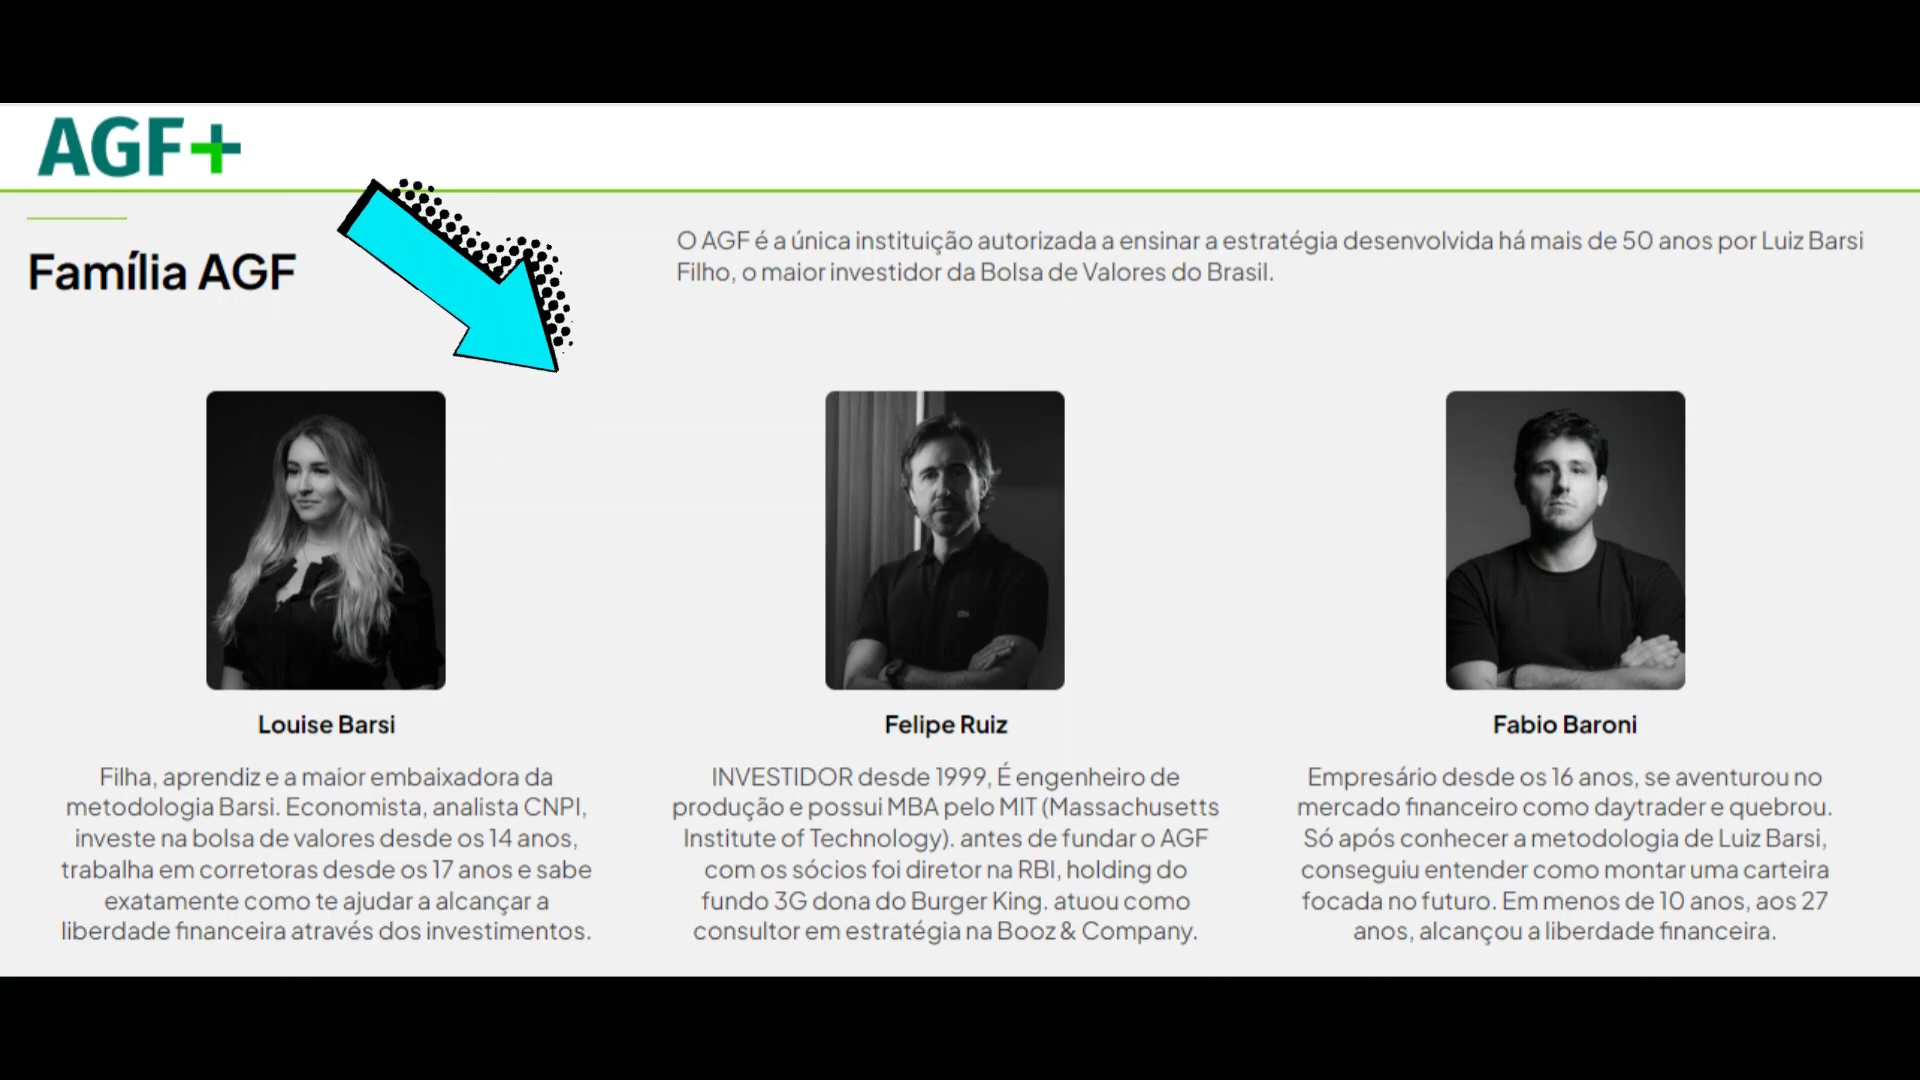 AGF+
Família AGF
O AGF é a única instituição autorizada a ensinar a estratégia desenvolvida há mais de 50 anos por Luiz Barsi
Filho, o maior investidor da Bolsa de Valores do Brasil.
Louise Barsi
Filha, aprendiz e a maior embaixadora da
metodologia Barsi. Economista, analista CNPI,
investe na bolsa de valores desde os 14 anos,
trabalha em corretoras desde os 17 anos e sabe
exatamente como te ajudar a alcançar a
liberdade financeira através dos investimentos.
Felipe Ruiz
INVESTIDOR desde 1999, É engenheiro de
produção e possui MBA pelo MIT (Massachusetts
Institute of Technology). antes de fundar o AGF
com os sócios foi diretor na RBI, holding do
fundo 3G dona do Burger King. atuou como
consultor em estratégia na Booz & Company.
Fabio Baroni
Empresário desde os 16 anos, se aventurou no
mercado financeiro como daytrader e quebrou.
Só após conhecer a metodologia de Luiz Barsi,
conseguiu entender como montar uma carteira
focada no futuro. Em menos de 10 anos, aos 27
anos, alcançou a liberdade financeira.